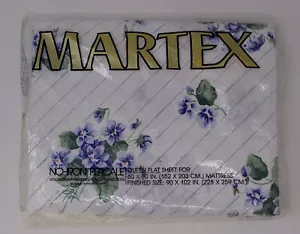 MARTEX
NO-IRON PERCALE
QUEEN FLAT SHEET FOR
60 X 80 IN. (152 X 203 CM.) MATTRESS
FINISHED SIZE: 90 X 102 IN. (228 X 259 CM.)